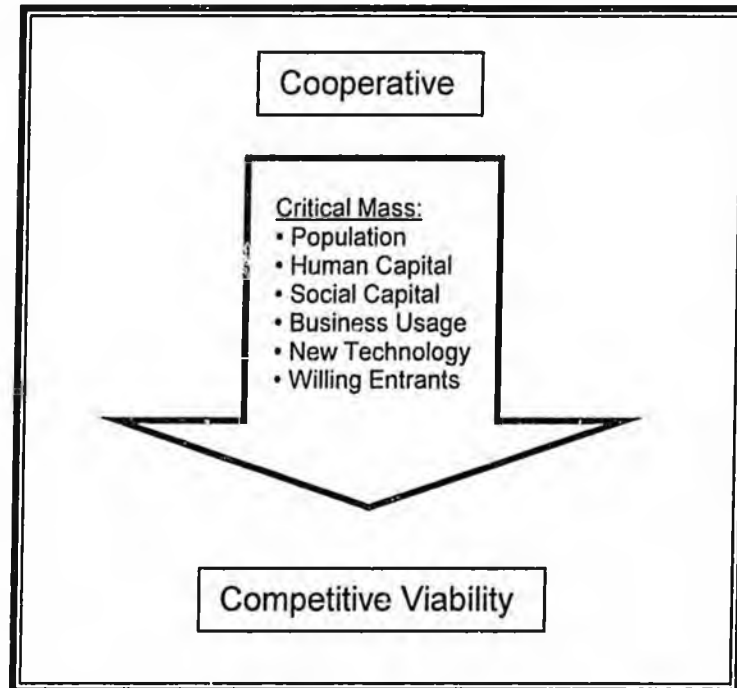 Cooperative
Critical Mass:
• Population
• Human Capital
• Social Capital
• Business Usage
• New Technology
• Willing Entrants
Competitive Viability